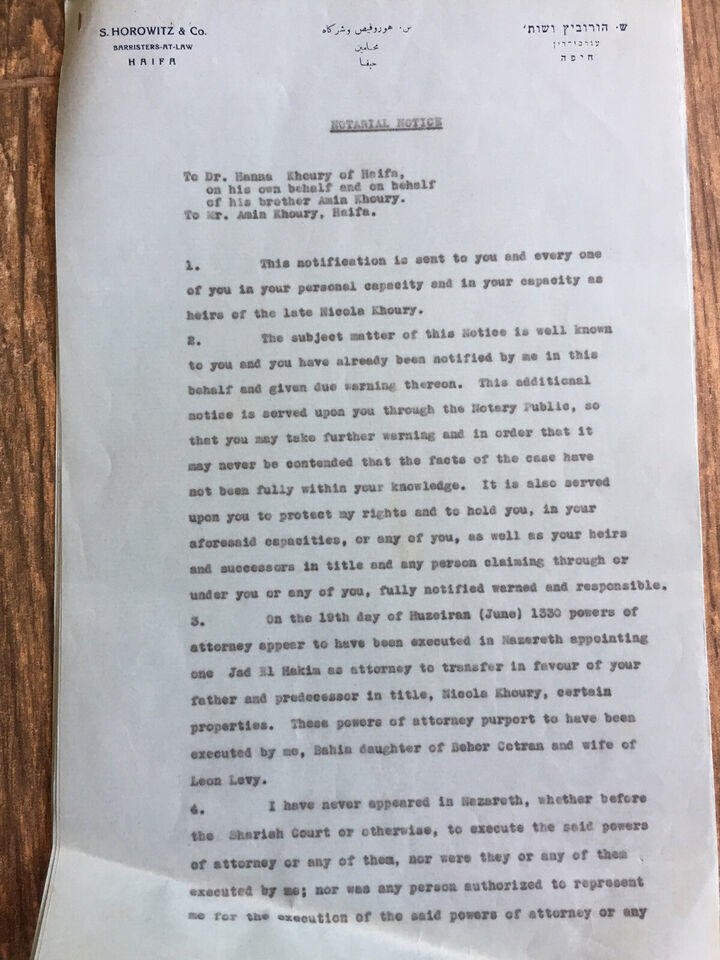 S. HOROWITZ & Co.
BARRISTERS-AT-LAW
HAIFA
س. هوروفيص وشركاه
محامين
حيفا
ש. הורוביץ ושות'
עורכי-דין
חיפה
NOTARIAL NOTICE
To Dr. Hanna Khoury of Haifa,
on his own behalf and on behalf
of his brother Amin Khoury.
To Mr. Amin Khoury, Haifa.
1. This notification is sent to you and every one
of you in your personal capacity and in your capacity as
heirs of the late Nicola Khoury.
2. The subject matter of this Notice is well known
to you and you have already been notified by me in this
behalf and given due warning thereon. This additional
notice is served upon you through the Notary Public, so
that you may take further warning and in order that it
may never be contended that the facts of the case have
not been fully within your knowledge. It is also served
upon you to protect my rights and to hold you, in your
aforesaid capacities, or any of you, as well as your heirs
and successors in title and any person claiming through or
under you or any of you, fully notified warned and responsible.
3. On the 19th day of Huzeiran (June) 1330 powers of
attorney appear to have been executed in Nazareth appointing
one Jad El Hakim as attorney to transfer in favour of your
father and predecessor in title, Nicola Khoury, certain
properties. These powers of attorney purport to have been
executed by me, Bahia daughter of Behor Cotran and wife of
Leon Levy.
4. I have never appeared in Nazareth, whether before
the Shariah Court or otherwise, to execute the said powers
of attorney or any of them, nor were they or any of them
executed by me; nor was any person authorized to represent
me for the execution of the said powers of attorney or any